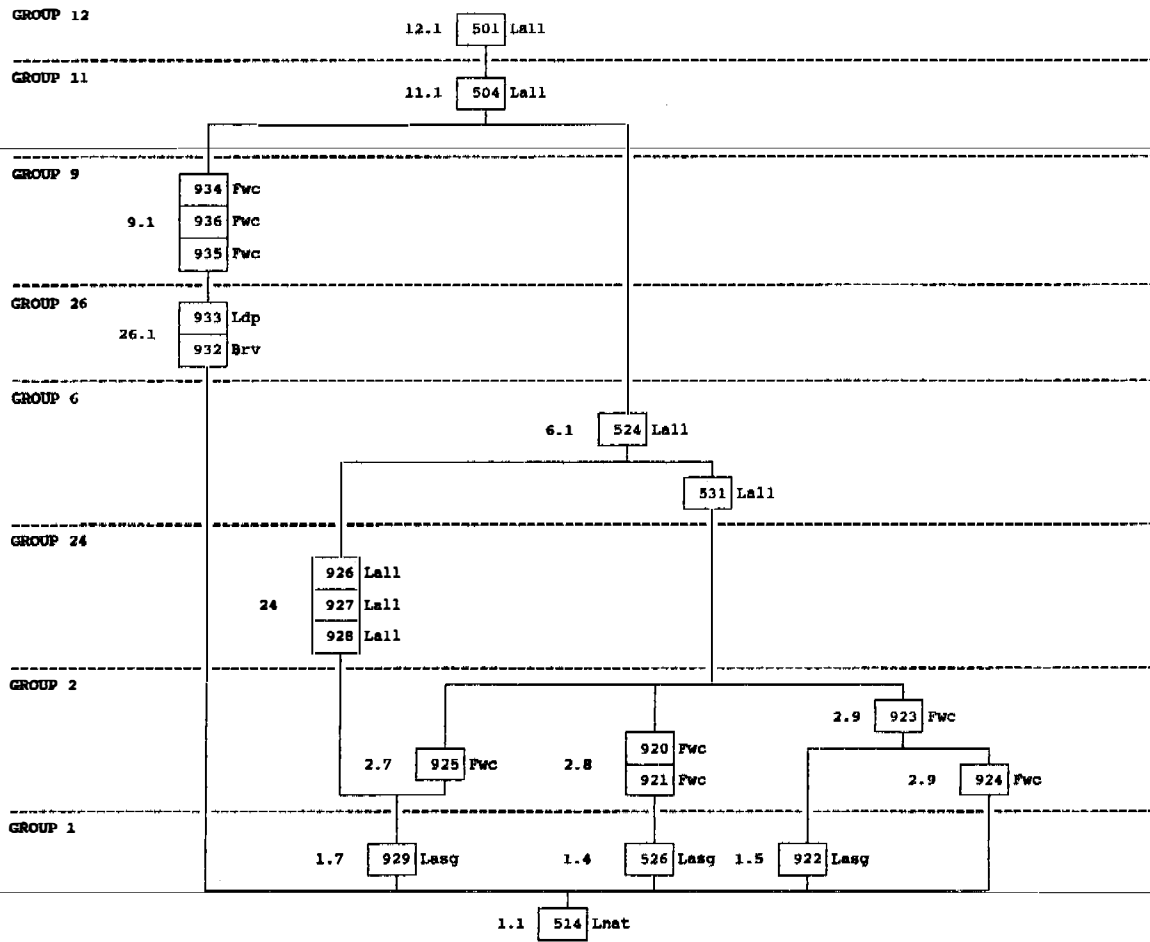 GROUP 12
12.1 501 Lall
GROUP 11
11.1 504 Lall
GROUP 9
934 Fwc
9.1 936 Fwc
935 Fwc
GROUP 26
933 Ldp
26.1
932 Brv
GROUP 6
6.1 524 Lall
531 Lall
GROUP 24
926 Lall
24 927 Lall
928 Lall
GROUP 2
2.9 923 Fwc
920 Fwc
2.7 925 Fwc 2.8
921 Fwc 2.9 924 Fwc
GROUP 1
1.7 929 Lasg 1.4 526 Lasg 1.5 922 Lasg
1.1 514 Lnat